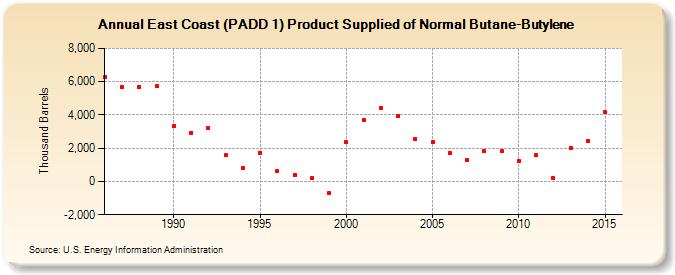 Annual East Coast (PADD 1) Product Supplied of Normal Butane-Butylene
Thousand Barrels
8,000
6,000
4,000
2,000
0
-2,000
1990 1995 2000 2005 2010 2015
Source: U.S. Energy Information Administration